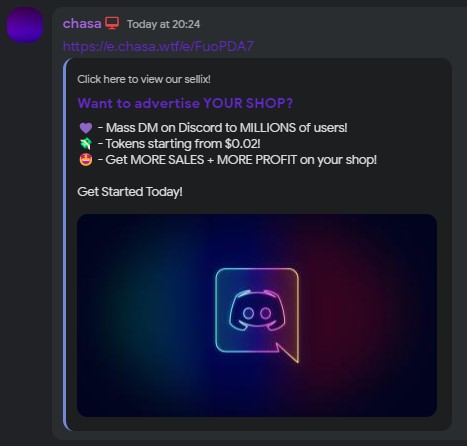 chasa Today at 20:24
https://e.chasa.wtf/e/FuoPDA7
Click here to view our sellix!
Want to advertise YOUR SHOP?
💜 - Mass DM on Discord to MILLIONS of users!
💸 - Tokens starting from $0.02!
🤩 - Get MORE SALES + MORE PROFIT on your shop!
Get Started Today!